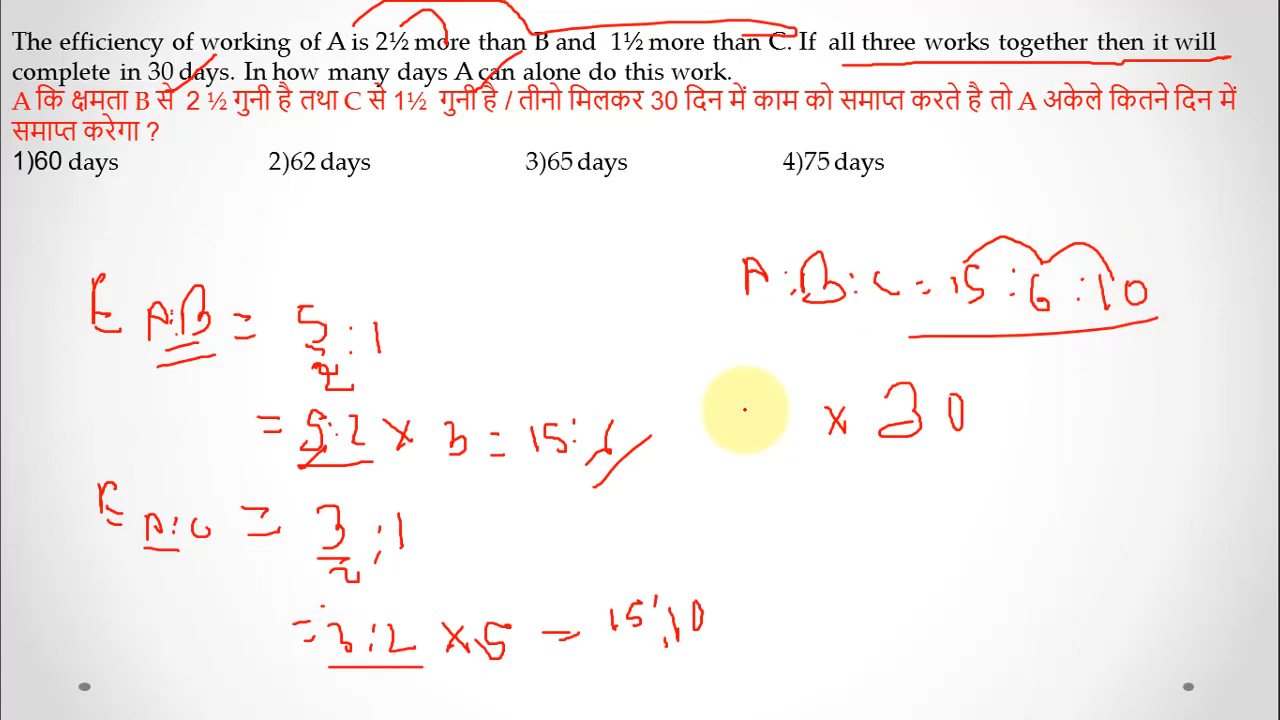 The efficiency of working of A is 2½ more than B and 1½ more than C. If all three works together then it will
complete in 30 days. In how many days A can alone do this work.
A कि क्षमता B से 2 ½ गुनी है तथा C से 1½ गुनी है / तीनो मिलकर 30 दिन में काम को समाप्त करते है तो A अकेले कितने दिन में
समाप्त करेगा ?
1)60 days 2)62 days 3)65 days 4)75 days
A : B : C = 15 : 6 : 10
E A:B = 5/2 : 1
= 5:2 × 3 = 15: 6
× 30
E A:C = 3/2 : 1
= 3:2 × 5 = 15:10